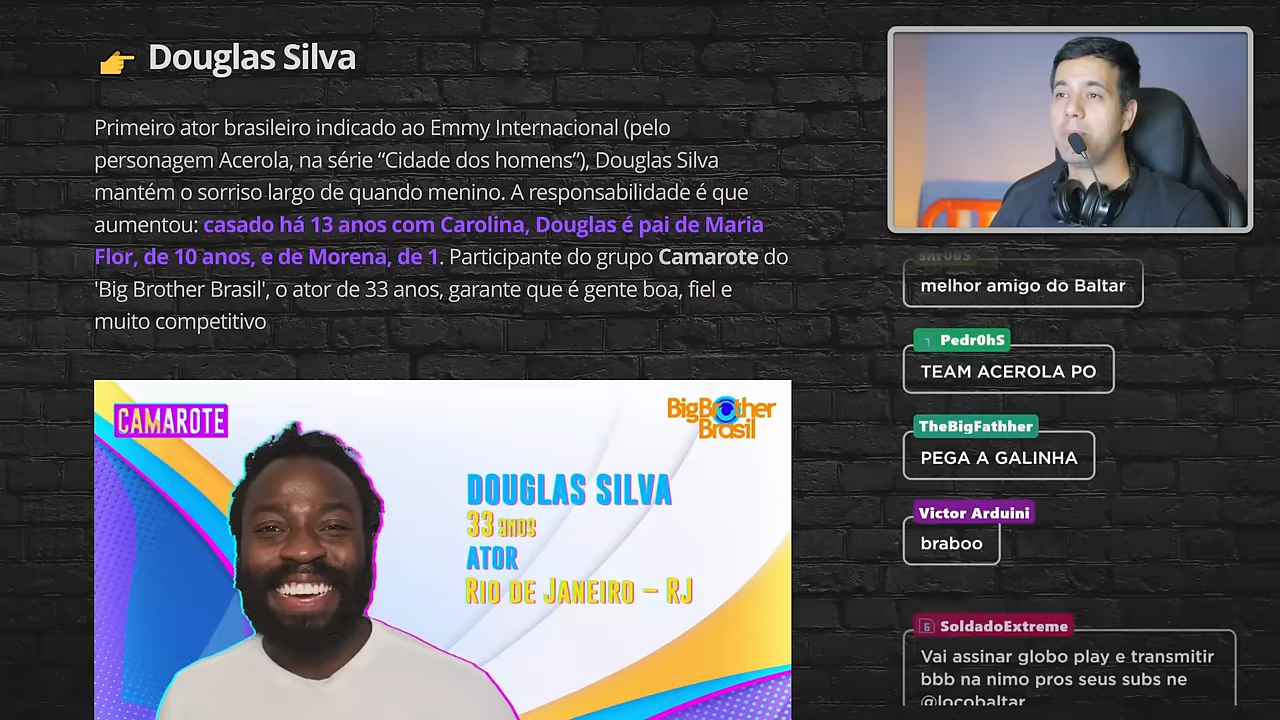 Douglas Silva
Primeiro ator brasileiro indicado ao Emmy Internacional (pelo
personagem Acerola, na série “Cidade dos homens”), Douglas Silva
mantém o sorriso largo de quando menino. A responsabilidade é que
aumentou: casado há 13 anos com Carolina, Douglas é pai de Maria
Flor, de 10 anos, e de Morena, de 1. Participante do grupo Camarote do
'Big Brother Brasil', o ator de 33 anos, garante que é gente boa, fiel e
muito competitivo
CAMAROTE
BigBrother
Brasil
DOUGLAS SILVA
33 anos
ATOR
RIO DE JANEIRO – RJ
melhor amigo do Baltar
Pedr0hS
TEAM ACEROLA PO
TheBigFathher
PEGA A GALINHA
Victor Arduini
braboo
6 SoldadoExtreme
Vai assinar globo play e transmitir
bbb na nimo pros seus subs ne
@locobaltar